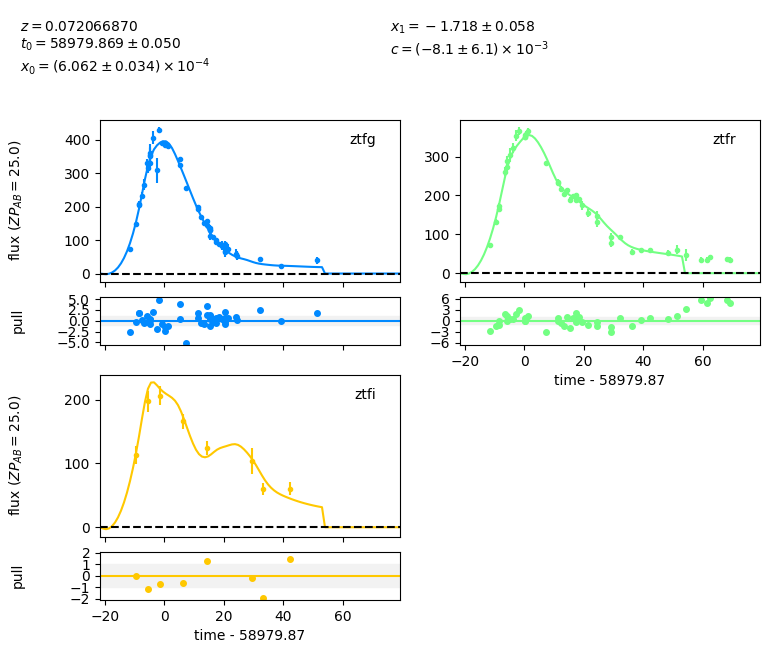 z = 0.072066870
t₀ = 58979.869 ± 0.050
x₀ = (6.062 ± 0.034) × 10⁻⁴
x₁ = −1.718 ± 0.058
c = (−8.1 ± 6.1) × 10⁻³
flux (ZP_AB = 25.0)
400
300
200
100
0
ztfg
300
200
100
0
ztfr
pull
5.0
2.5
0.0
−2.5
−5.0
6
3
0
−3
−6
−20 0 20 40 60
time - 58979.87
flux (ZP_AB = 25.0)
200
100
0
ztfi
pull
2
1
0
−1
−2
−20 0 20 40 60
time - 58979.87